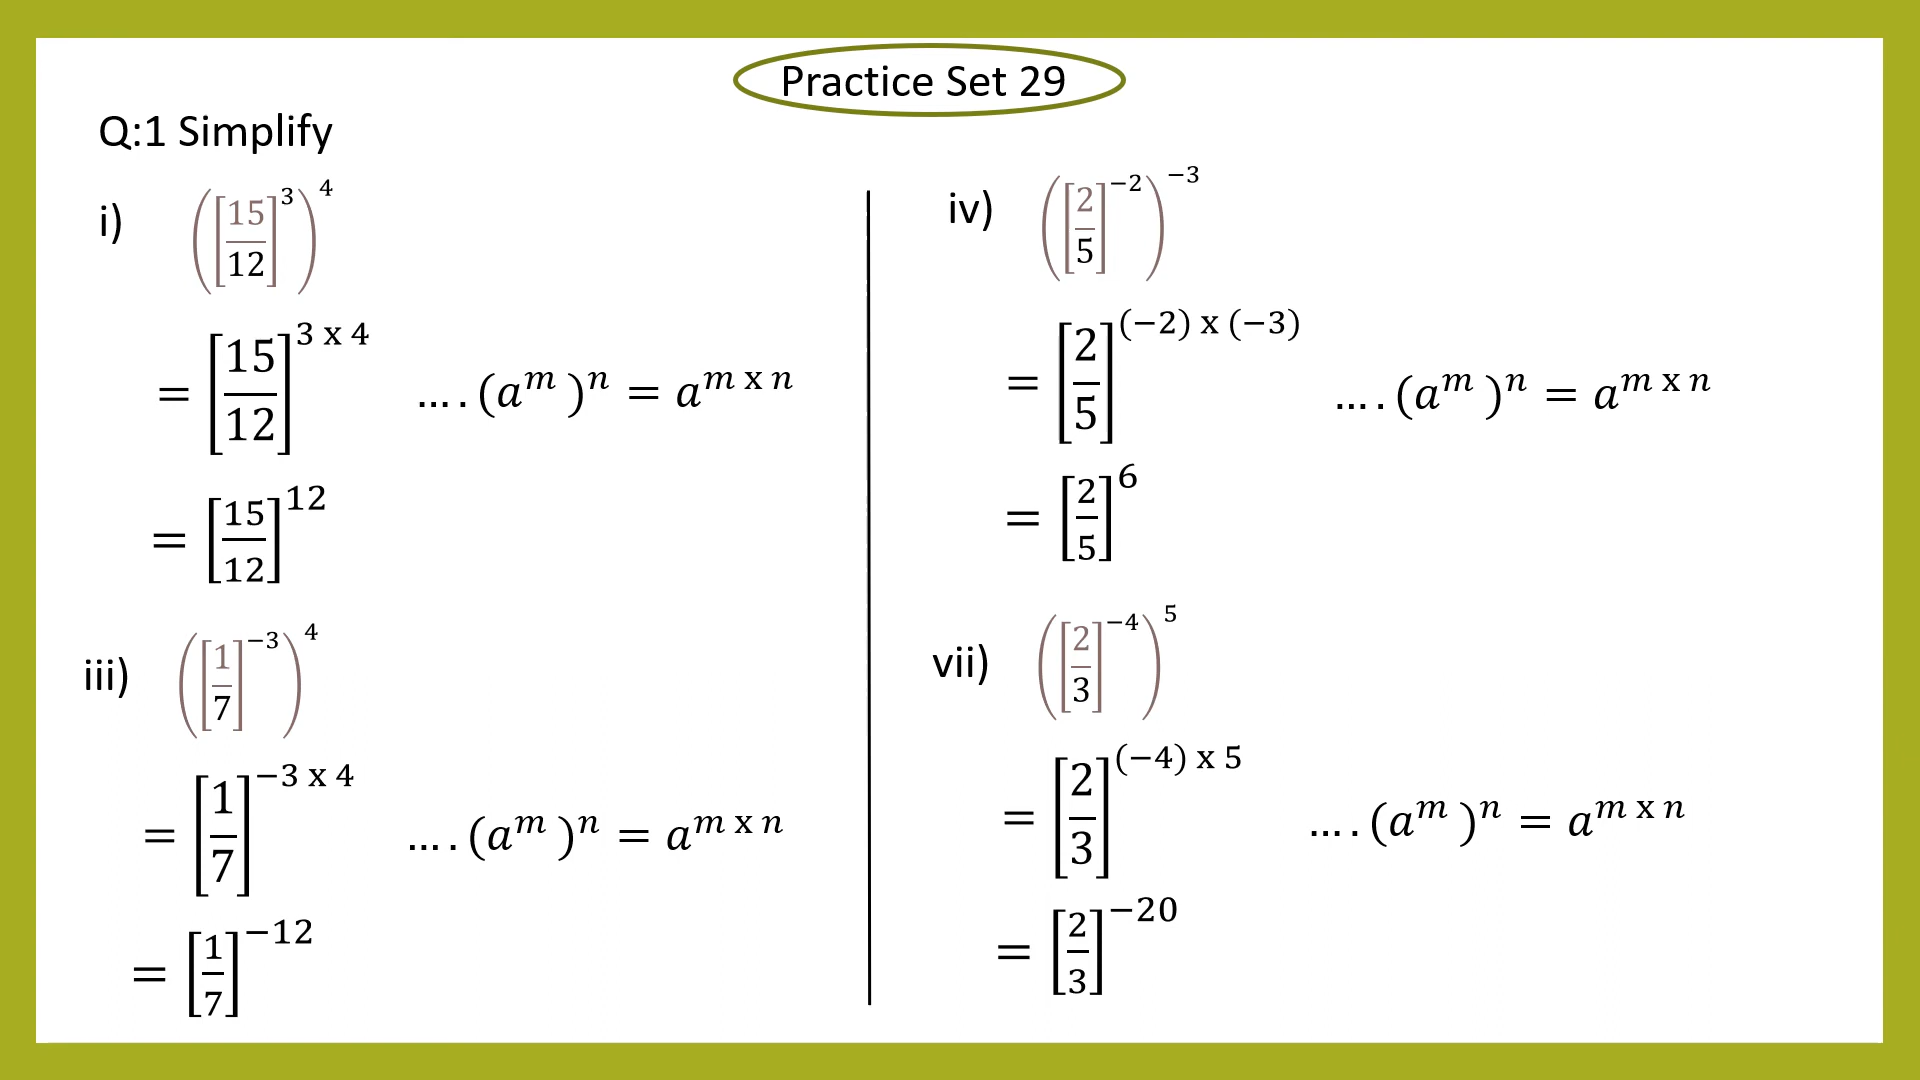 Practice Set 29
Q:1 Simplify
i) ([15/12]^3)^4
= [15/12]^(3 x 4) ....(a^m)^n = a^(m x n)
= [15/12]^12
iii) ([1/7]^−3)^4
= [1/7]^(−3 x 4) ....(a^m)^n = a^(m x n)
= [1/7]^−12
iv) ([2/5]^−2)^−3
= [2/5]^((−2) x (−3)) ....(a^m)^n = a^(m x n)
= [2/5]^6
vii) ([2/3]^−4)^5
= [2/3]^((−4) x 5) ....(a^m)^n = a^(m x n)
= [2/3]^−20